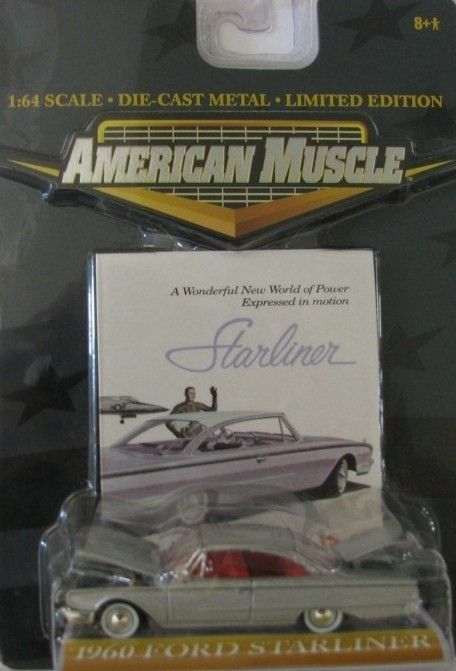 8+
1:64 SCALE • DIE-CAST METAL • LIMITED EDITION
AMERICAN MUSCLE
A Wonderful New World of Power
Expressed in motion
Starliner
1960 FORD STARLINER